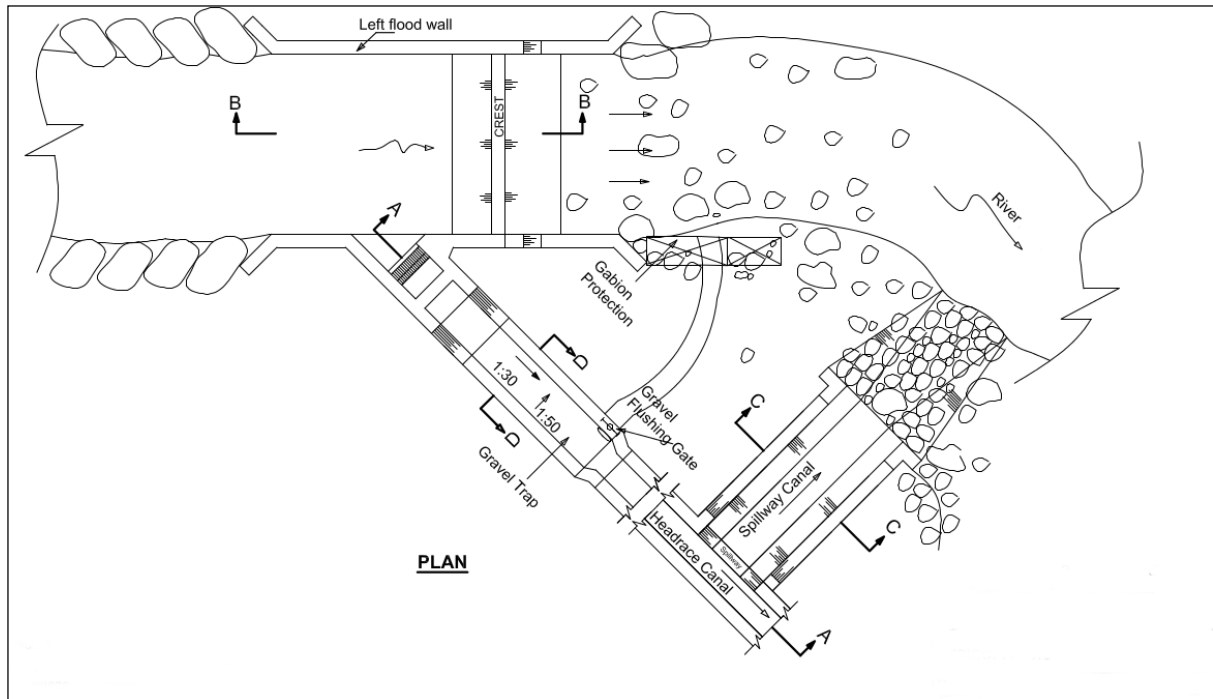 Left flood wall
B
B
CREST
A
River
Gabion
Protection
D
1:30
1:50
D
Gravel
Flushing Gate
Gravel Trap
C
Spillway Canal
C
Headrace Canal
Spillway
PLAN
A